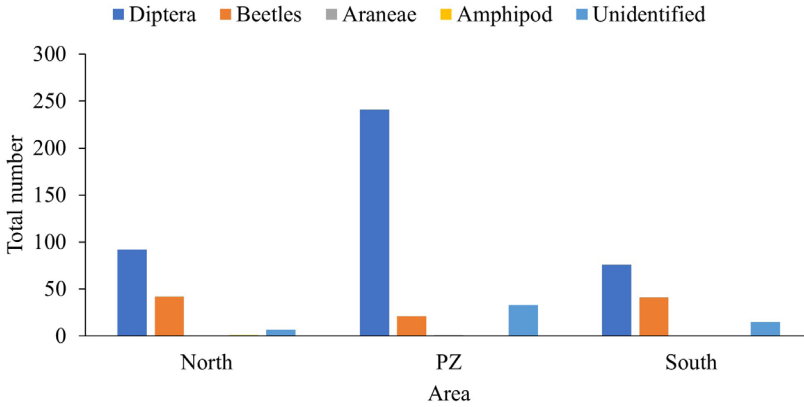 Diptera Beetles Araneae Amphipod Unidentified
300
250
200
150
100
50
0
Total number
North PZ South
Area